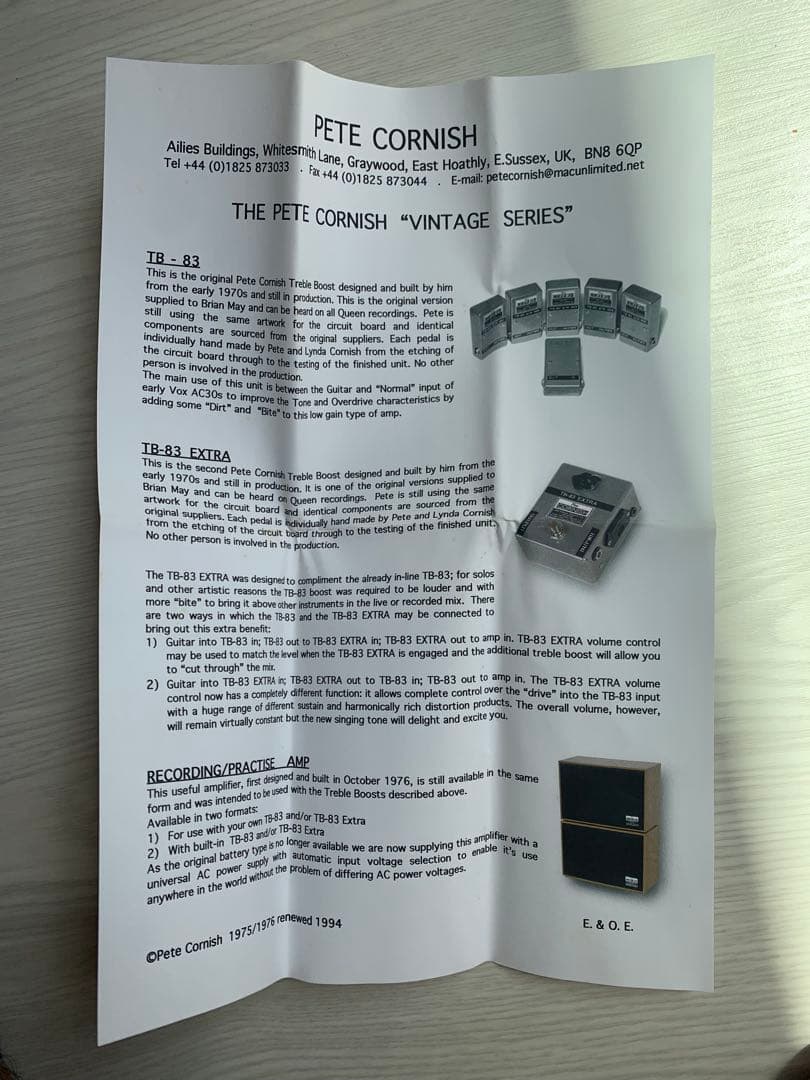 PETE CORNISH
Ailies Buildings, Whitesmith Lane, Graywood, East Hoathly, E.Sussex, UK, BN8 6QP
Tel +44 (0)1825 873033 . Fax +44 (0)1825 873044 . E-mail: petecornish@macunlimited.net
THE PETE CORNISH “VINTAGE SERIES”
TB - 83
This is the original Pete Cornish Treble Boost designed and built by him
from the early 1970s and still in production. This is the original version
supplied to Brian May and can be heard on all Queen recordings. Pete is
still using the same artwork for the circuit board and identical
components are sourced from the original suppliers. Each pedal is
individually hand made by Pete and Lynda Cornish from the etching of
the circuit board through to the testing of the finished unit. No other
person is involved in the production.
The main use of this unit is between the Guitar and “Normal” input of
early Vox AC30s to improve the Tone and Overdrive characteristics by
adding some “Dirt” and “Bite” to this low gain type of amp.
TB-83 EXTRA
This is the second Pete Cornish Treble Boost designed and built by him from the
early 1970s and still in production. It is one of the original versions supplied to
Brian May and can be heard on Queen recordings. Pete is still using the same
artwork for the circuit board and identical components are sourced from the
original suppliers. Each pedal is individually hand made by Pete and Lynda Cornish
from the etching of the circuit board through to the testing of the finished unit.
No other person is involved in the production.
TB-83 EXTRA
The TB-83 EXTRA was designed to compliment the already in-line TB-83; for solos
and other artistic reasons the TB-83 boost was required to be louder and with
more “bite” to bring it above other instruments in the live or recorded mix. There
are two ways in which the TB-83 and the TB-83 EXTRA may be connected to
bring out this extra benefit:
1) Guitar into TB-83 in; TB-83 out to TB-83 EXTRA in; TB-83 EXTRA out to amp in. TB-83 EXTRA volume control
may be used to match the level when the TB-83 EXTRA is engaged and the additional treble boost will allow you
to “cut through” the mix.
2) Guitar into TB-83 EXTRA in; TB-83 EXTRA out to TB-83 in; TB-83 out to amp in. The TB-83 EXTRA volume
control now has a completely different function: it allows complete control over the “drive” into the TB-83 input
with a huge range of different sustain and harmonically rich distortion products. The overall volume, however,
will remain virtually constant but the new singing tone will delight and excite you.
RECORDING/PRACTISE AMP
This useful amplifier, first designed and built in October 1976, is still available in the same
form and was intended to be used with the Treble Boosts described above.
Available in two formats:
1) For use with your own TB-83 and/or TB-83 Extra
2) With built-in TB-83 and/or TB-83 Extra
As the original battery type is no longer available we are now supplying this amplifier with a
universal AC power supply with automatic input voltage selection to enable it's use
anywhere in the world without the problem of differing AC power voltages.
E. & O. E.
©Pete Cornish 1975/1976 renewed 1994